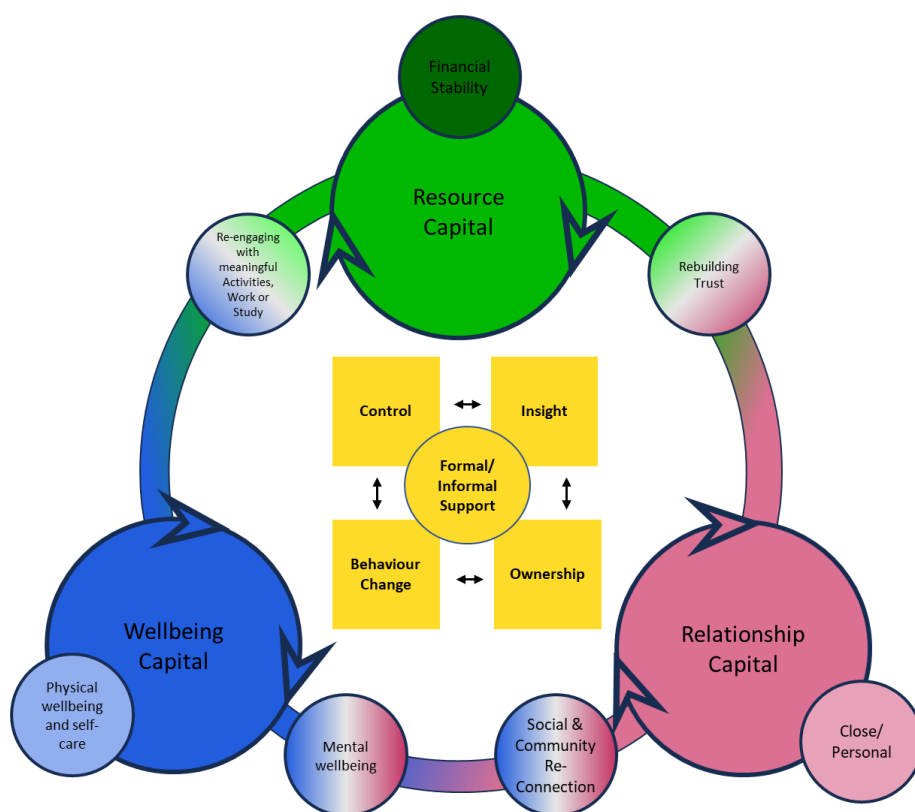 Financial
Stability
Resource
Capital
Re-engaging
with
meaningful
Activities,
Work or
Study
Rebuilding
Trust
Control
Insight
Formal/
Informal
Support
Behaviour
Change
Ownership
Wellbeing
Capital
Relationship
Capital
Physical
wellbeing
and self-
care
Mental
wellbeing
Social &
Community
Re-
Connection
Close/
Personal